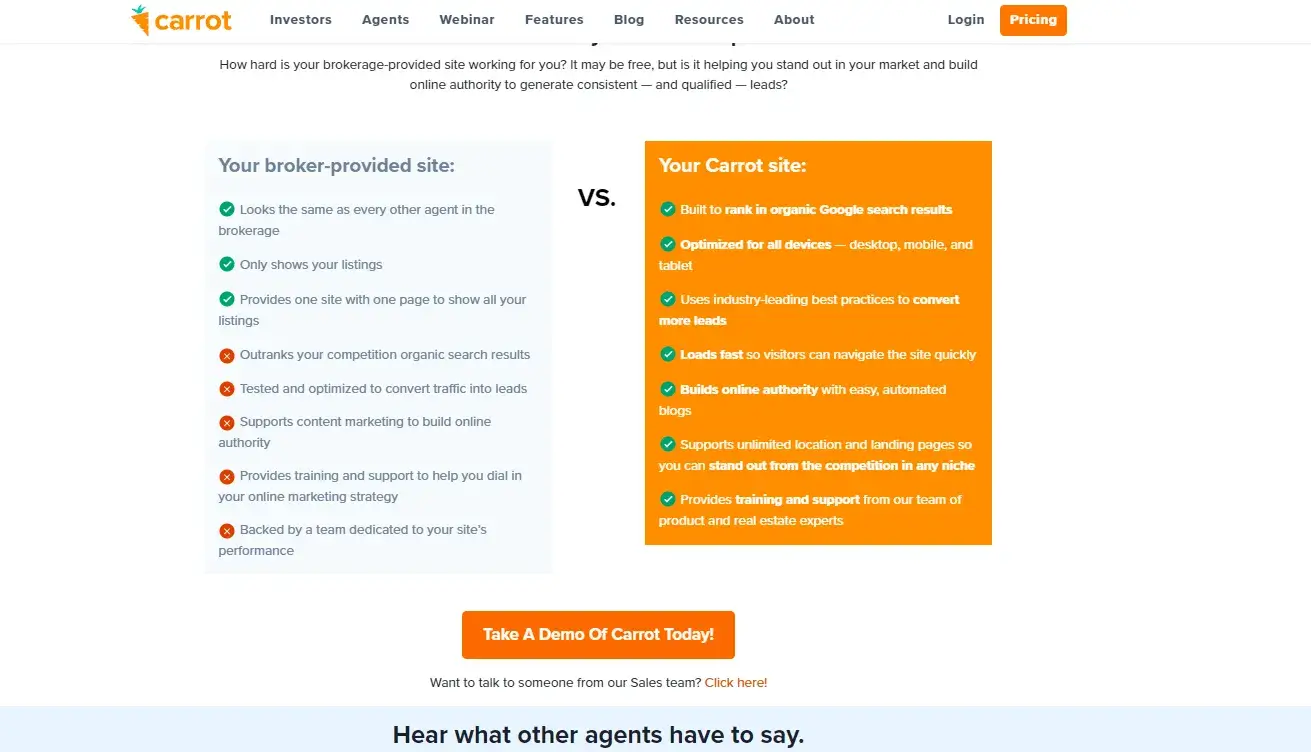 carrot
Investors
Agents
Webinar
Features
Blog
Resources
About
Login
Pricing
How hard is your brokerage-provided site working for you? It may be free, but is it helping you stand out in your market and build
online authority to generate consistent — and qualified — leads?
Your broker-provided site:
Looks the same as every other agent in the
brokerage
Only shows your listings
Provides one site with one page to show all your
listings
Outranks your competition organic search results
Tested and optimized to convert traffic into leads
Supports content marketing to build online
authority
Provides training and support to help you dial in
your online marketing strategy
Backed by a team dedicated to your site's
performance
VS.
Your Carrot site:
Built to rank in organic Google search results
Optimized for all devices — desktop, mobile, and
tablet
Uses industry-leading best practices to convert
more leads
Loads fast so visitors can navigate the site quickly
Builds online authority with easy, automated
blogs
Supports unlimited location and landing pages so
you can stand out from the competition in any niche
Provides training and support from our team of
product and real estate experts
Take A Demo Of Carrot Today!
Want to talk to someone from our Sales team? Click here!
Hear what other agents have to say.